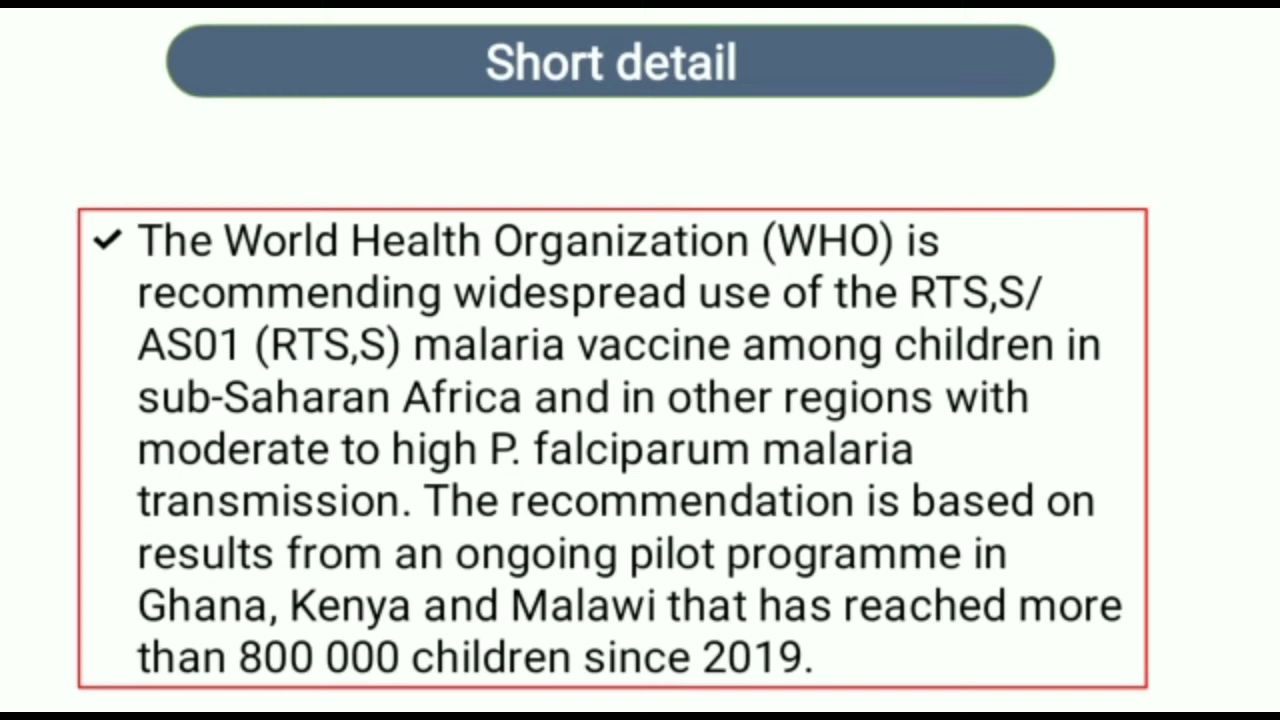 Short detail
✓ The World Health Organization (WHO) is
recommending widespread use of the RTS,S/
AS01 (RTS,S) malaria vaccine among children in
sub-Saharan Africa and in other regions with
moderate to high P. falciparum malaria
transmission. The recommendation is based on
results from an ongoing pilot programme in
Ghana, Kenya and Malawi that has reached more
than 800 000 children since 2019.